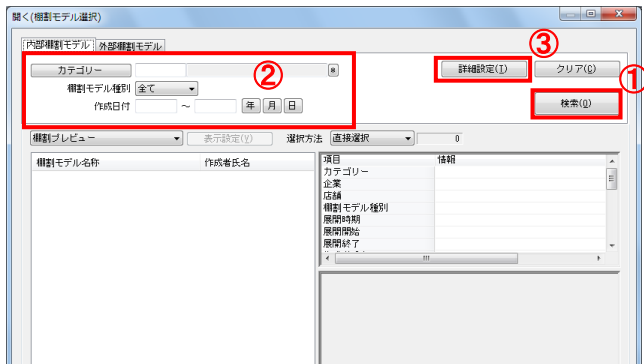 開く(棚割モデル選択)
内部棚割モデル 外部棚割モデル
③
カテゴリー ② 詳細設定(I) クリア(C) ①
棚割モデル種別 全て
作成日付 ～ 年 月 日 検索(Q)
棚割プレビュー 表示設定(V) 選択方法 直接選択 0
棚割モデル名称 作成者氏名 項目 情報
カテゴリー
企業
店舗
棚割モデル種別
展開時期
展開開始
展開終了